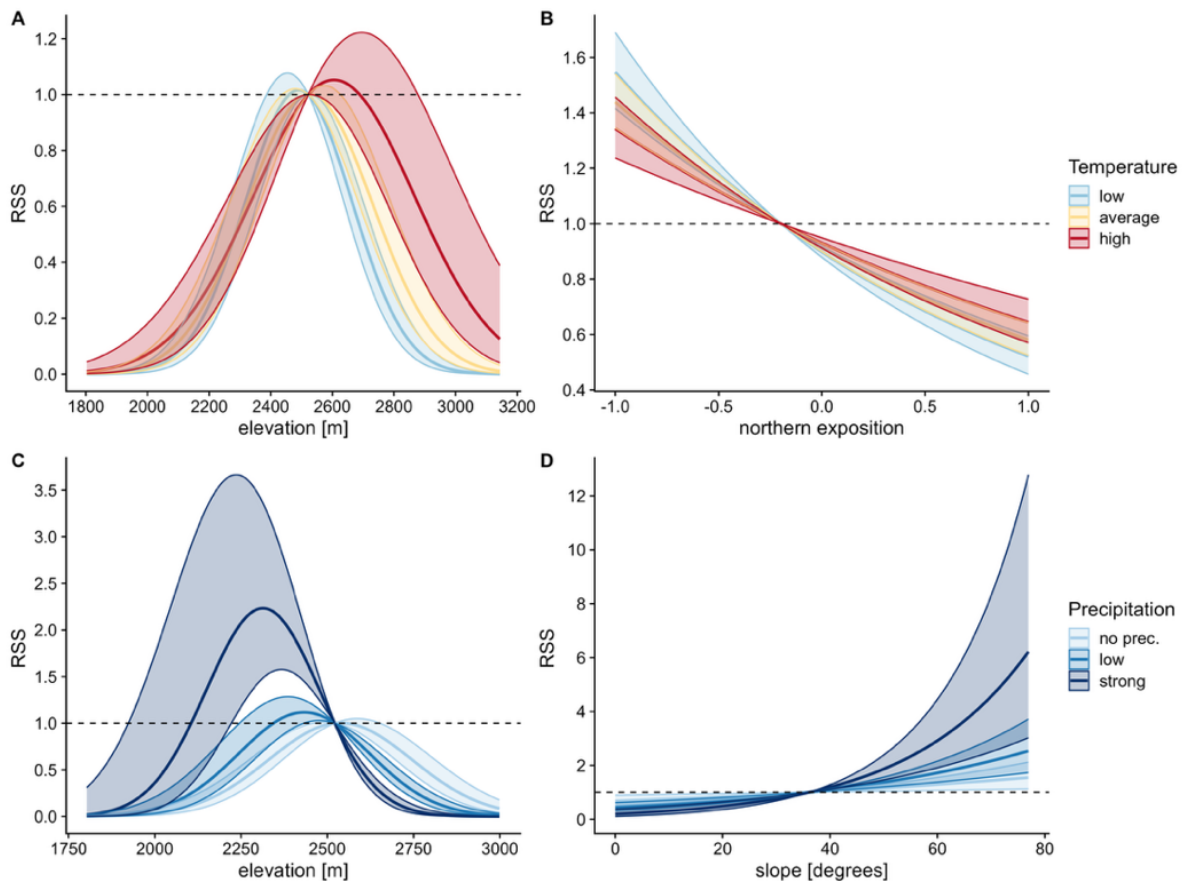 A
RSS
1.2
1.0
0.8
0.6
0.4
0.2
0.0
1800 2000 2200 2400 2600 2800 3000 3200
elevation [m]
B
RSS
1.6
1.4
1.2
1.0
0.8
0.6
0.4
-1.0 -0.5 0.0 0.5 1.0
northern exposition
Temperature
low
average
high
C
RSS
3.5
3.0
2.5
2.0
1.5
1.0
0.5
0.0
1750 2000 2250 2500 2750 3000
elevation [m]
D
RSS
12
10
8
6
4
2
0
0 20 40 60 80
slope [degrees]
Precipitation
no prec.
low
strong